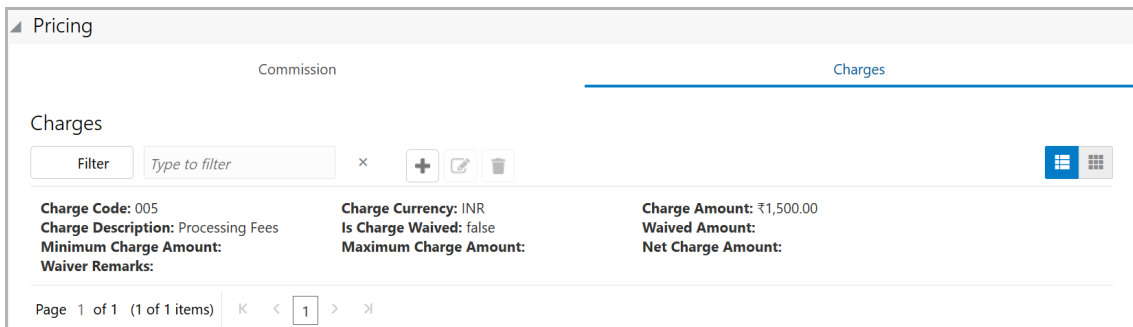 Pricing
Commission Charges
Charges
Filter Type to filter
Charge Code: 005 Charge Currency: INR Charge Amount: ₹1,500.00
Charge Description: Processing Fees Is Charge Waived: false Waived Amount:
Minimum Charge Amount: Maximum Charge Amount: Net Charge Amount:
Waiver Remarks:
Page 1 of 1 (1 of 1 items) 1